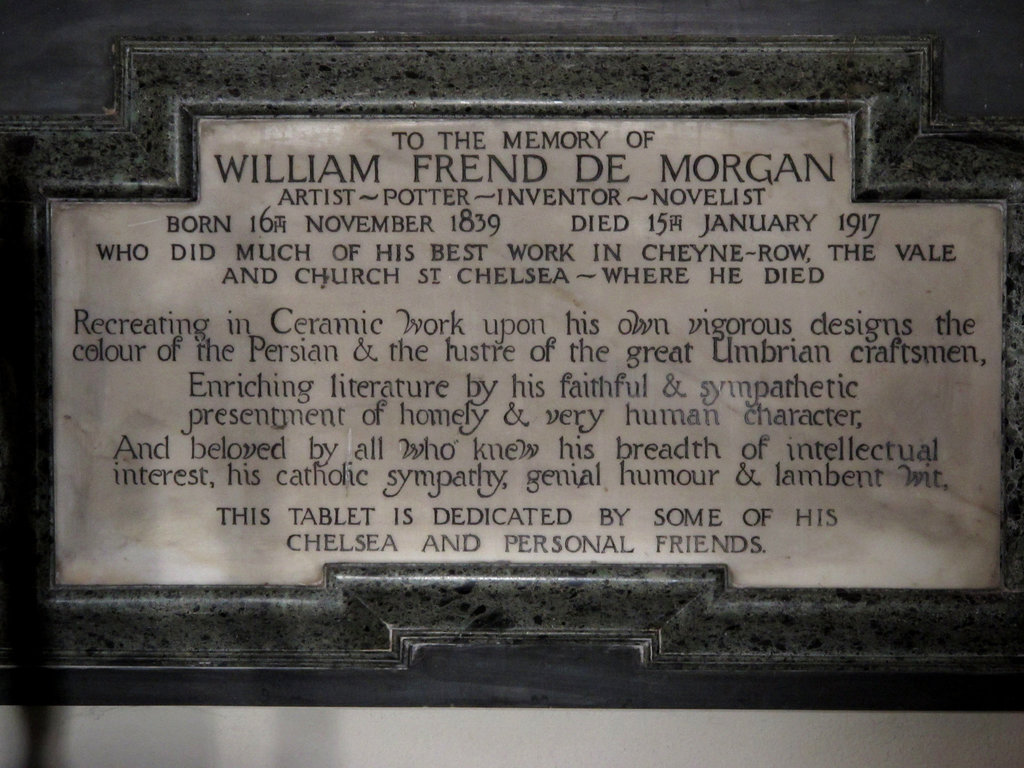 TO THE MEMORY OF
WILLIAM FREND DE MORGAN
ARTIST~POTTER~INVENTOR~NOVELIST
BORN 16TH NOVEMBER 1839 DIED 15TH JANUARY 1917
WHO DID MUCH OF HIS BEST WORK IN CHEYNE-ROW, THE VALE
AND CHURCH ST CHELSEA ~ WHERE HE DIED
Recreating in Ceramic work upon his own vigorous designs the
colour of the Persian & the lustre of the great Umbrian craftsmen,
Enriching literature by his faithful & sympathetic
presentment of homely & very human character,
And beloved by all who knew his breadth of intellectual
interest, his catholic sympathy, genial humour & lambent wit,
THIS TABLET IS DEDICATED BY SOME OF HIS
CHELSEA AND PERSONAL FRIENDS.